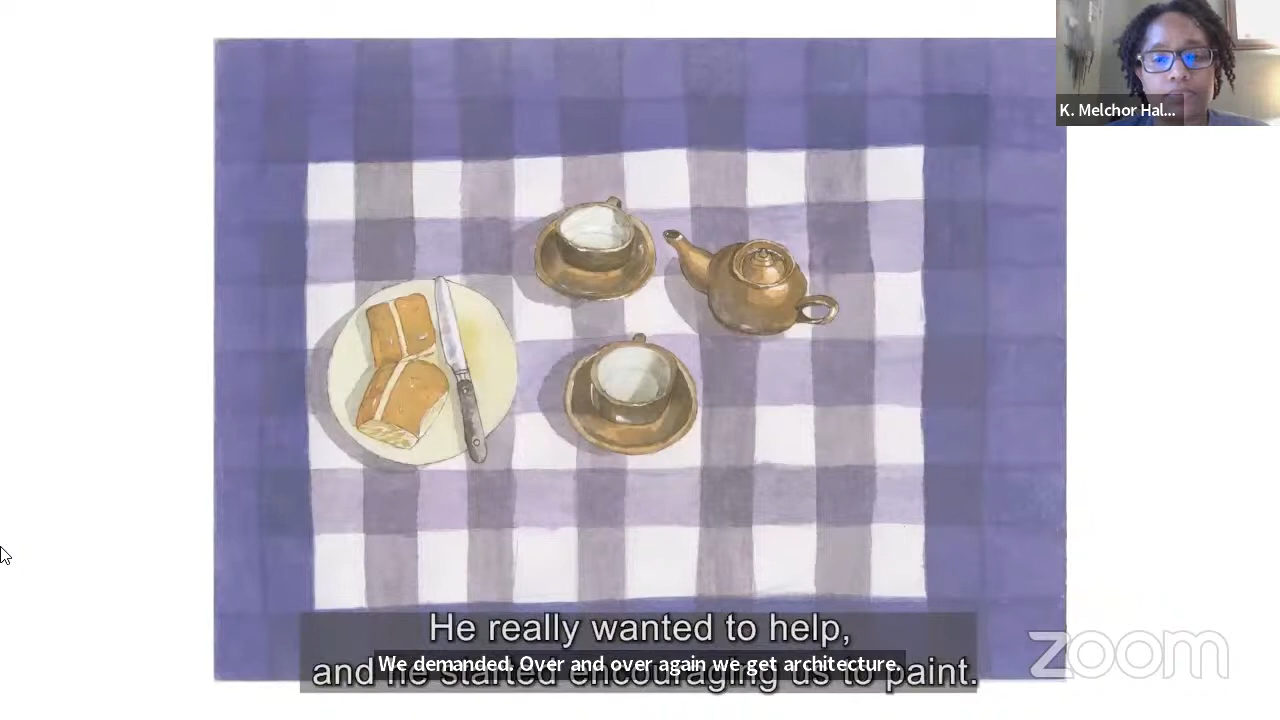 K. Melchor Hal...
He really wanted to help,
We demanded. Over and over again we get architecture.
and he started encouraging us to paint.
zoom